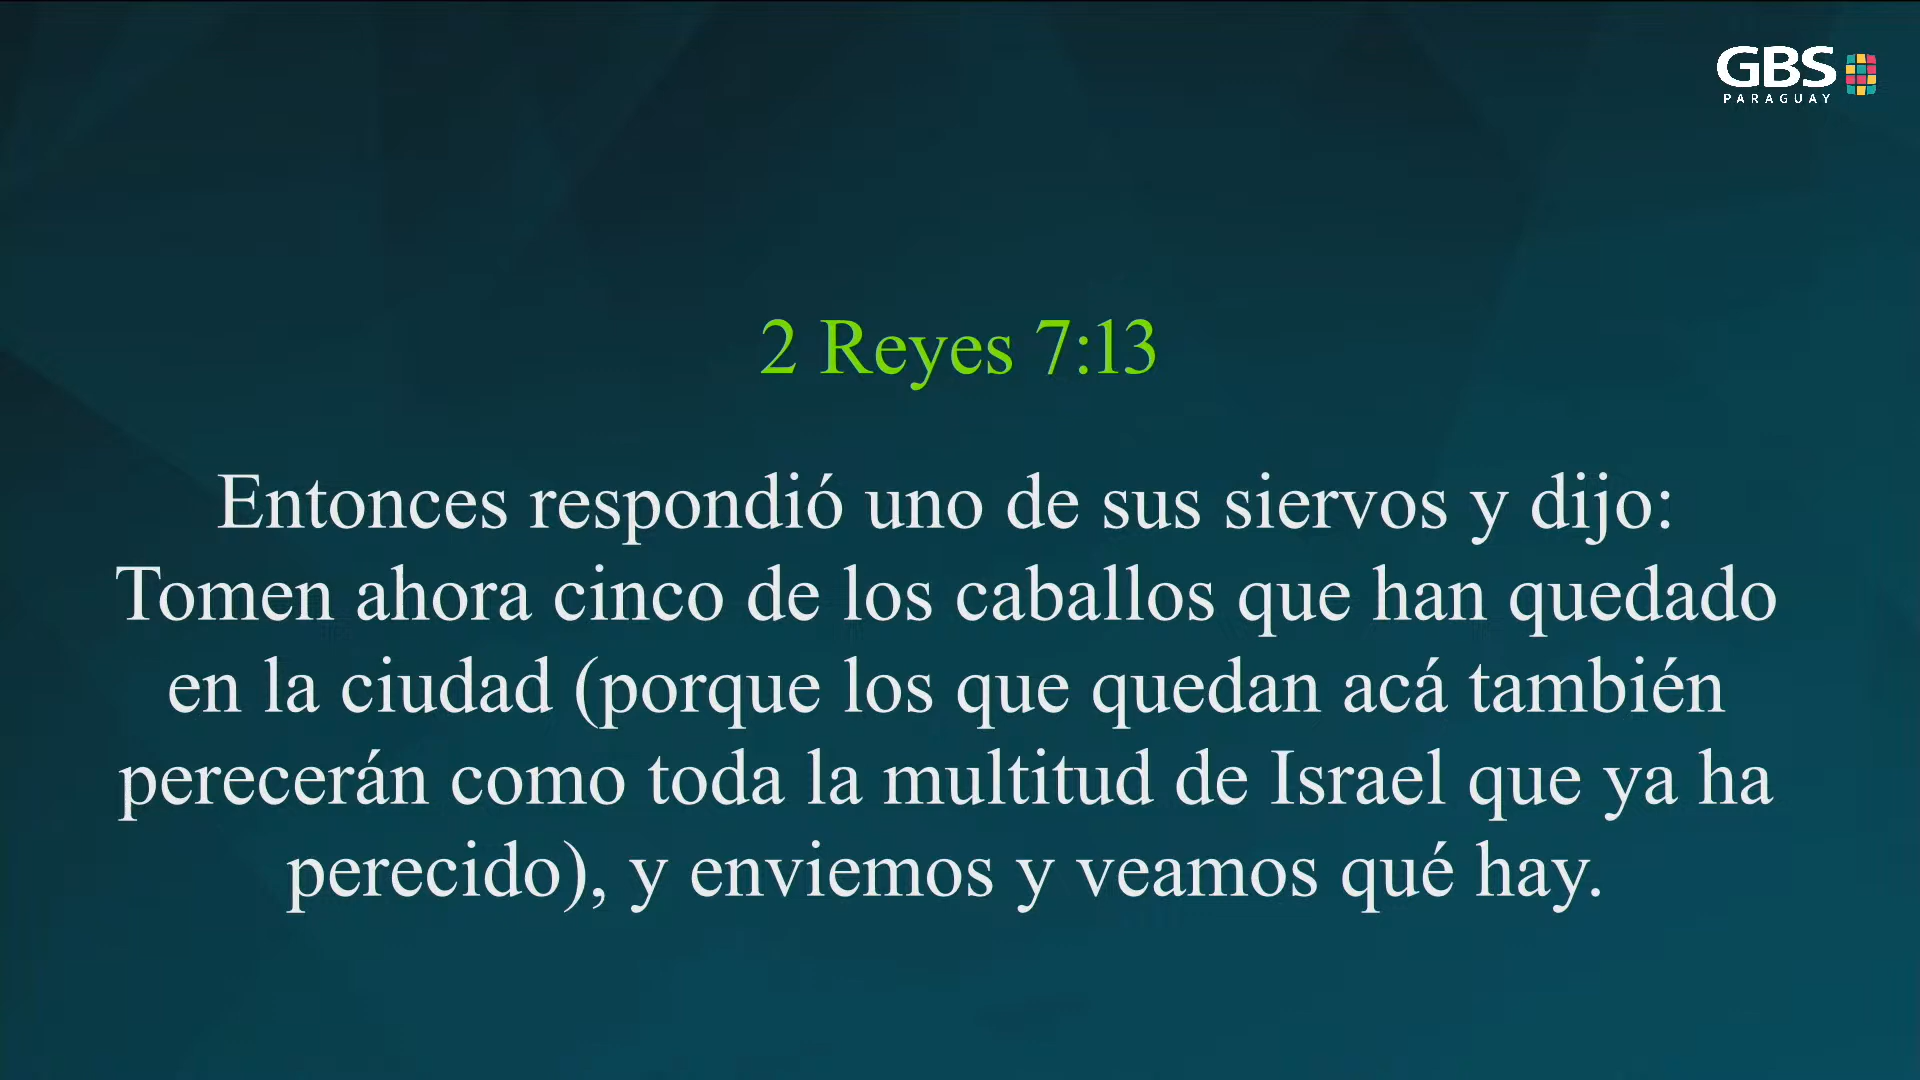 GBS
PARAGUAY
2 Reyes 7:13
Entonces respondió uno de sus siervos y dijo:
Tomen ahora cinco de los caballos que han quedado
en la ciudad (porque los que quedan acá también
perecerán como toda la multitud de Israel que ya ha
perecido), y enviemos y veamos qué hay.